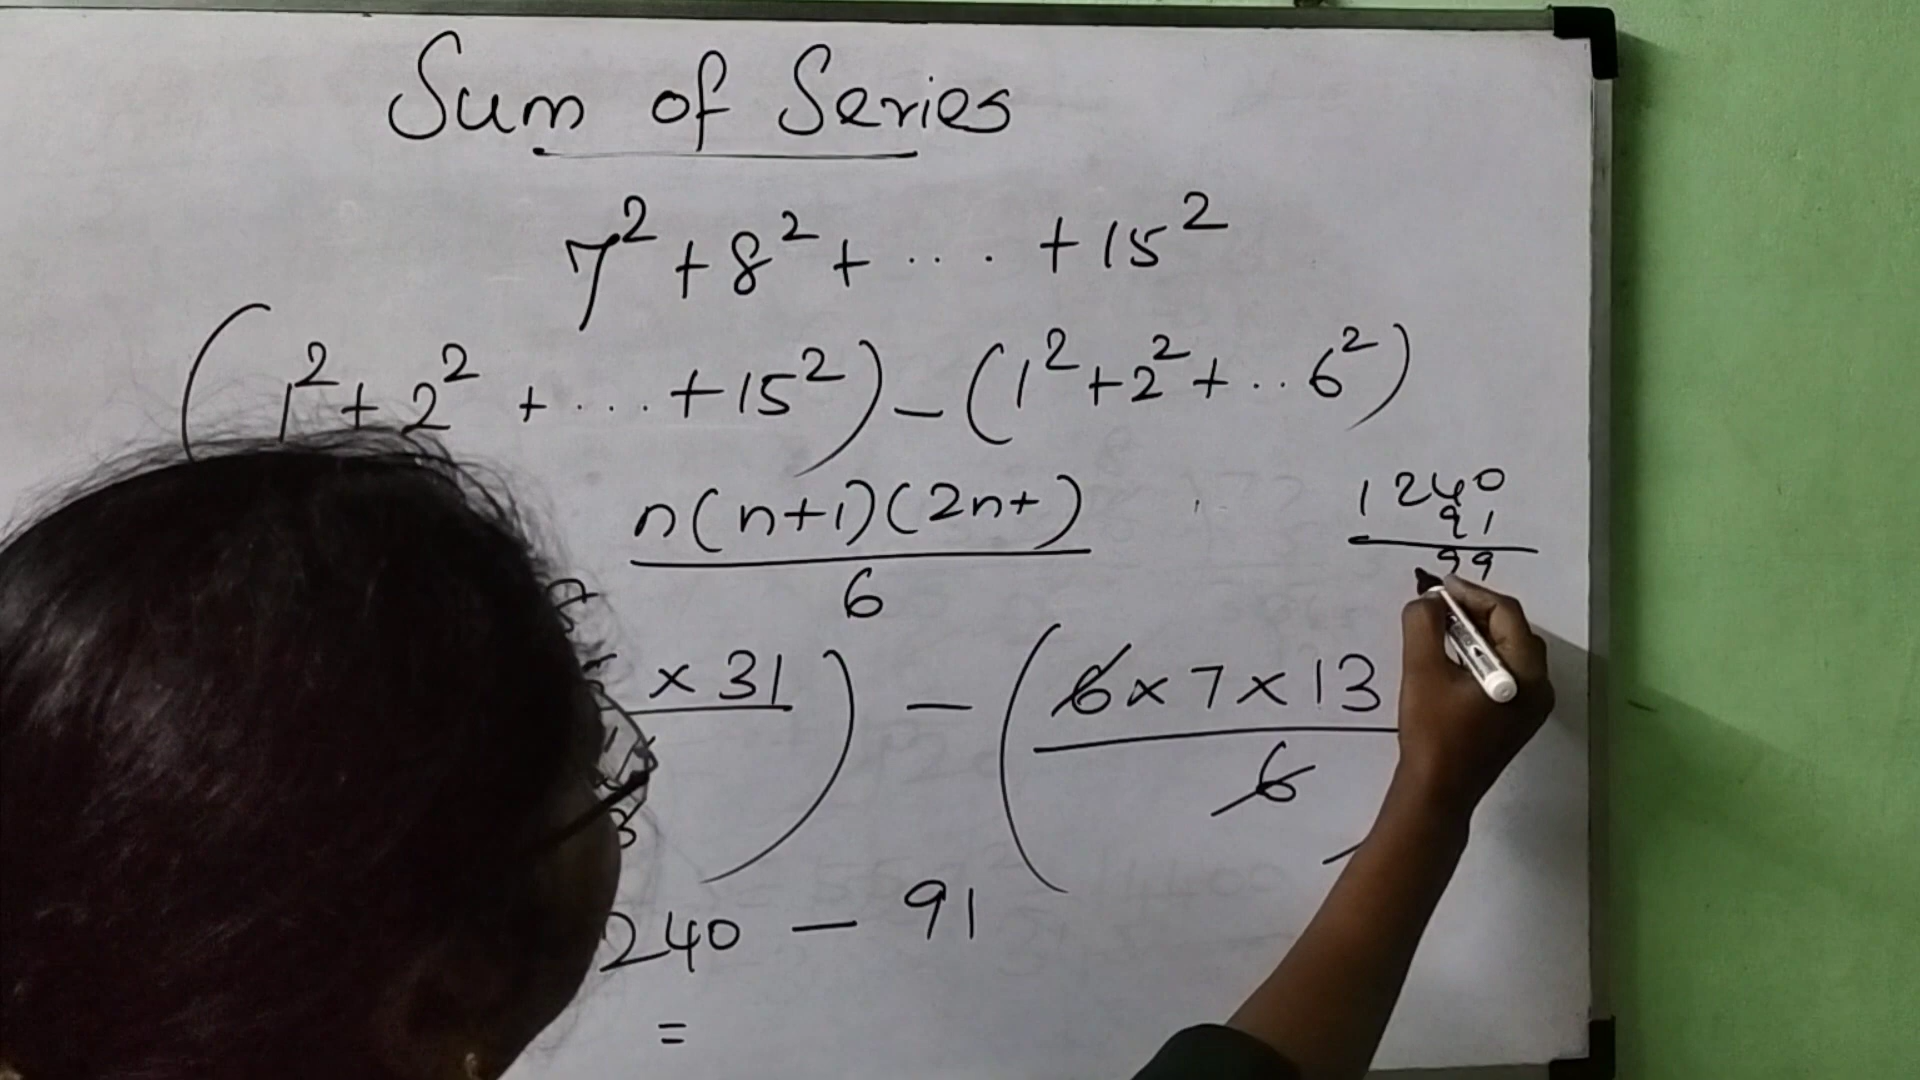 Sum of Series
7² + 8² + .... + 15²
(1² + 2² + .... + 15²) - (1² + 2² + .. 6²)
n(n+1)(2n+)
6
1240
91
99
× 31) - (6 × 7 × 13
6
240 - 91
=